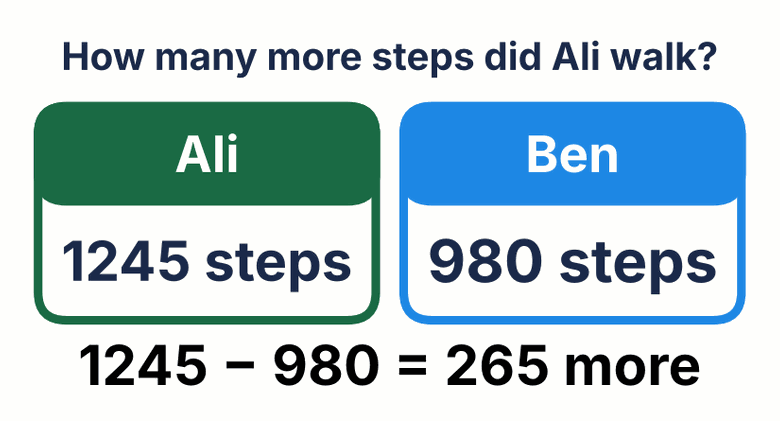 How many more steps did Ali walk?
Ali
Ben
1245 steps
980 steps
1245 − 980 = 265 more